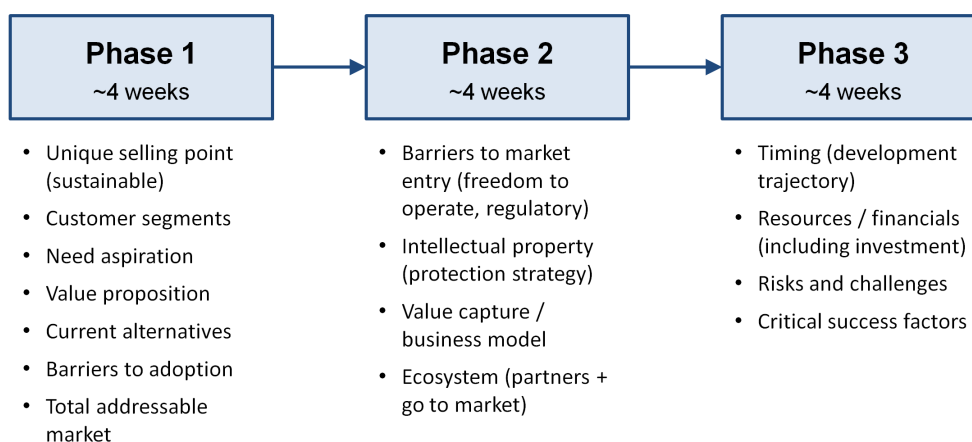 Phase 1
~4 weeks
• Unique selling point
(sustainable)
• Customer segments
• Need aspiration
• Value proposition
• Current alternatives
• Barriers to adoption
• Total addressable
market
Phase 2
~4 weeks
• Barriers to market
entry (freedom to
operate, regulatory)
• Intellectual property
(protection strategy)
• Value capture /
business model
• Ecosystem (partners +
go to market)
Phase 3
~4 weeks
• Timing (development
trajectory)
• Resources / financials
(including investment)
• Risks and challenges
• Critical success factors